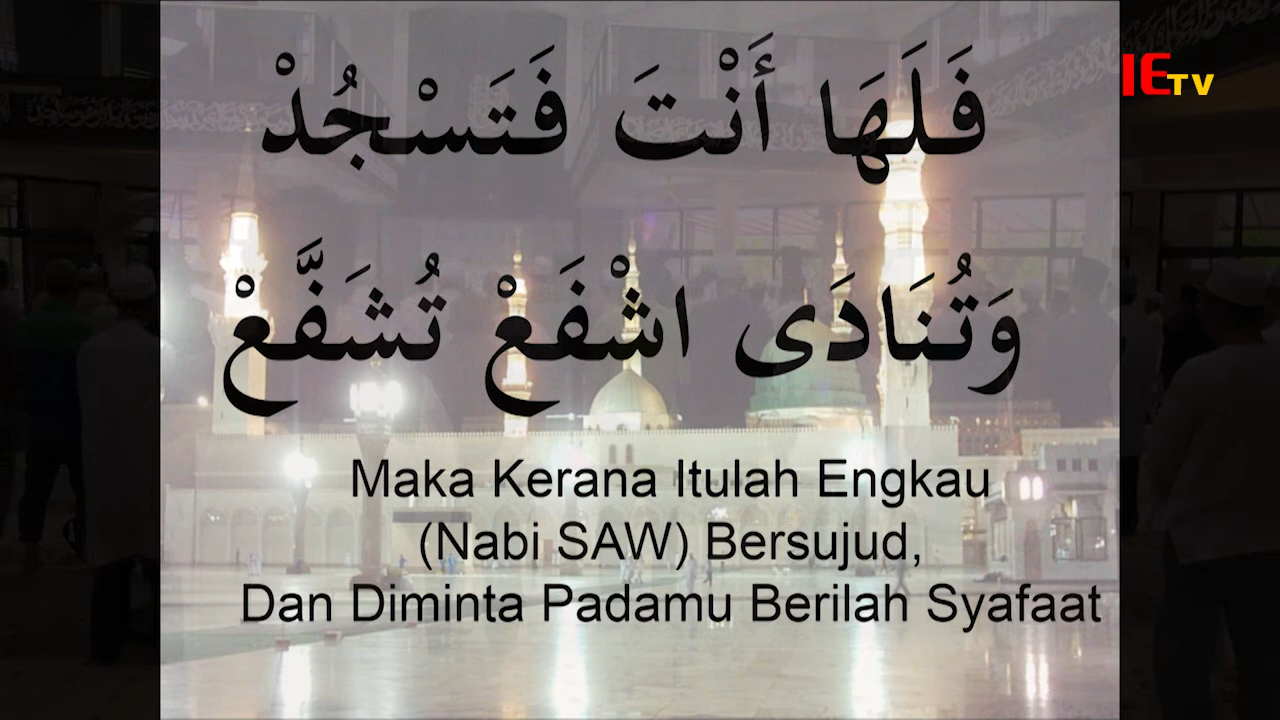 IETV
فَلَهَا أَنْتَ فَتَسْجُدْ
وَتُنَادَى اشْفَعْ تُشَفَّعْ
Maka Kerana Itulah Engkau
(Nabi SAW) Bersujud,
Dan Diminta Padamu Berilah Syafaat